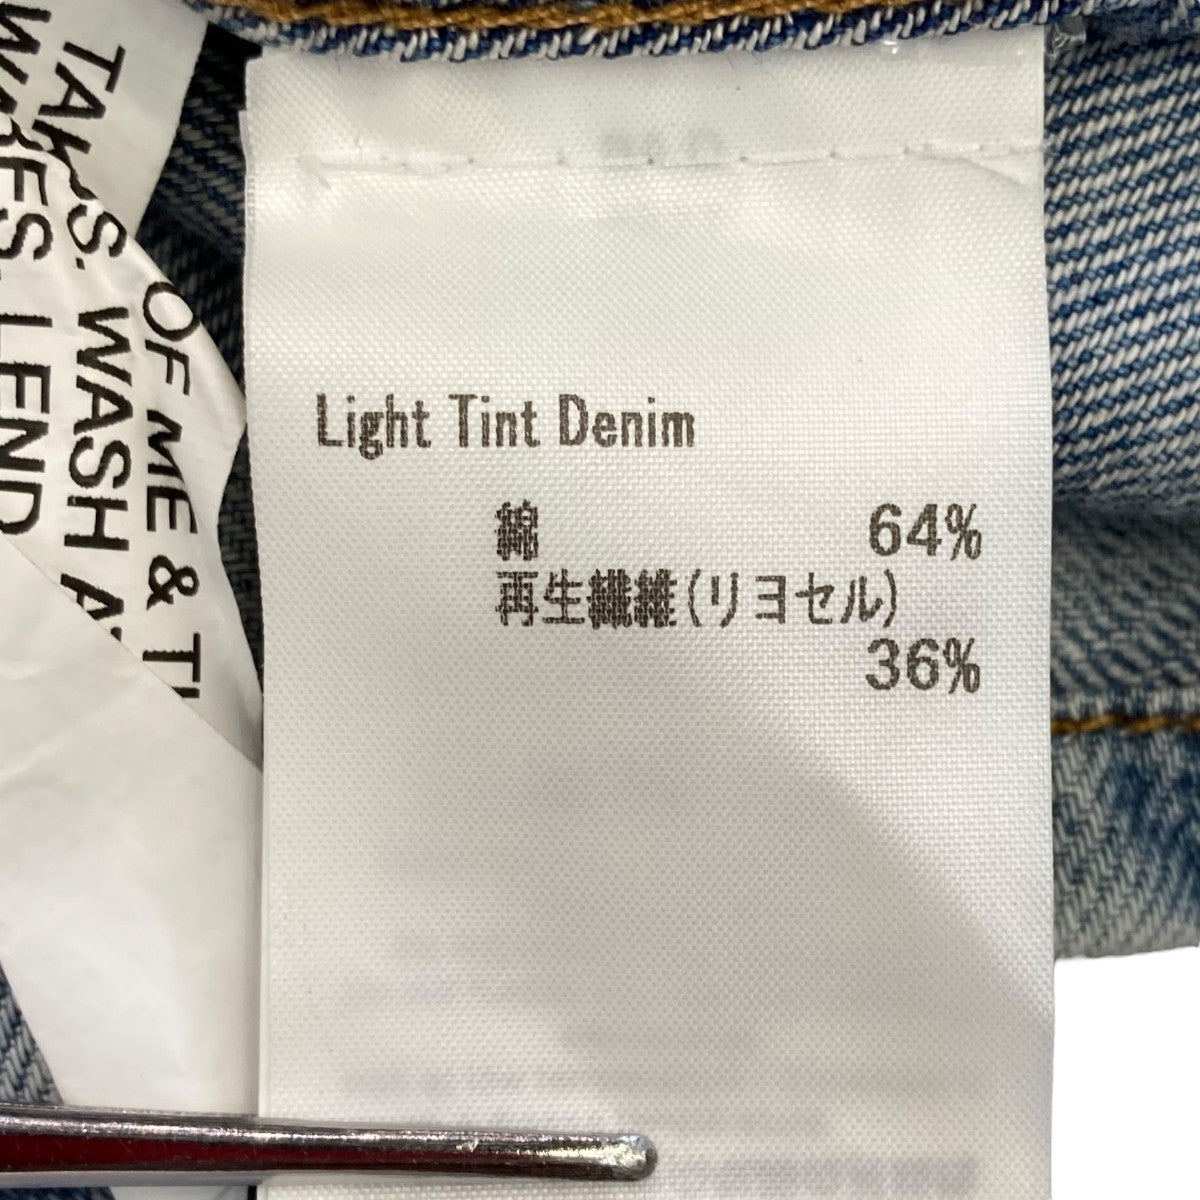 Light Tint Denim
綿 64%
再生繊維(リヨセル)
36%
OF ME & 
S. WASH
LEND